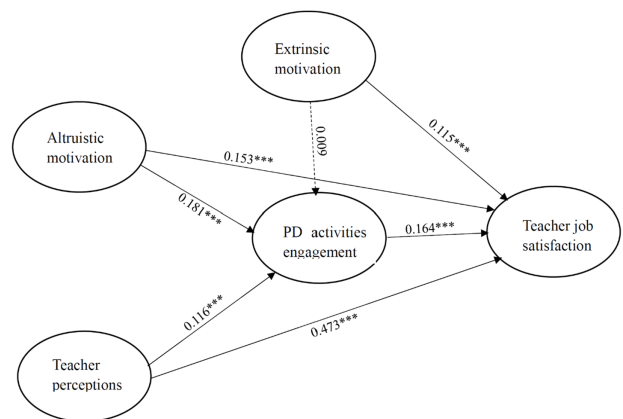 Extrinsic
motivation
Altruistic
motivation
0.009
0.115***
0.153***
0.181***
PD activities
engagement
0.164***
Teacher job
satisfaction
0.116***
0.473***
Teacher
perceptions